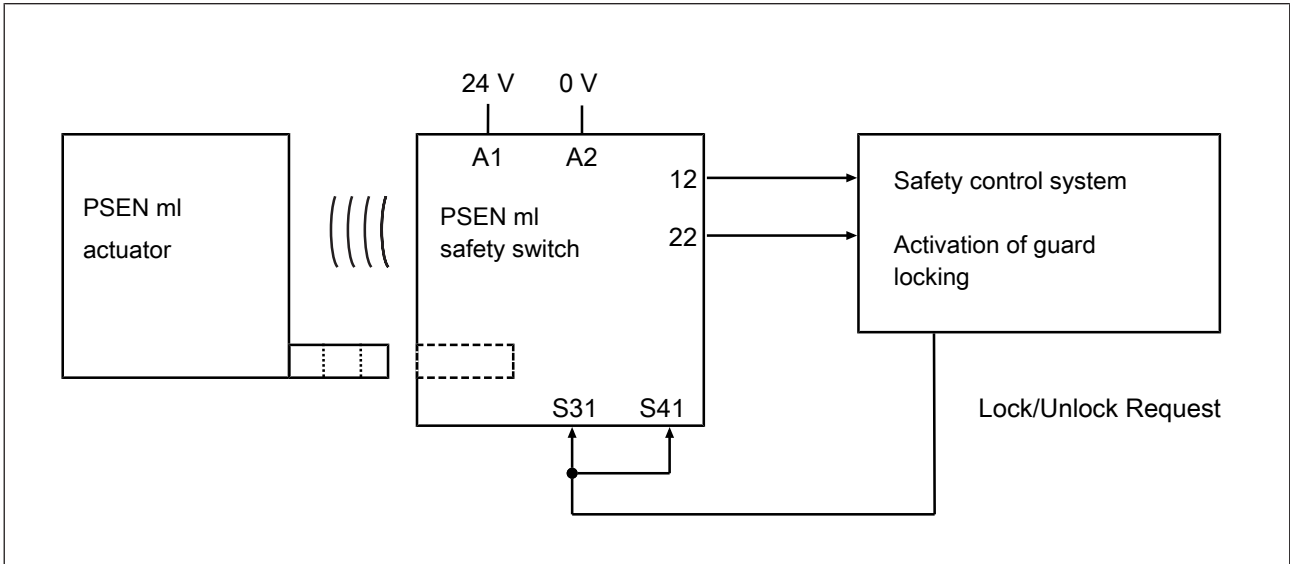 24 V
0 V
A1
A2
PSEN ml
actuator
PSEN ml
safety switch
12
22
Safety control system
Activation of guard
locking
S31
S41
Lock/Unlock Request